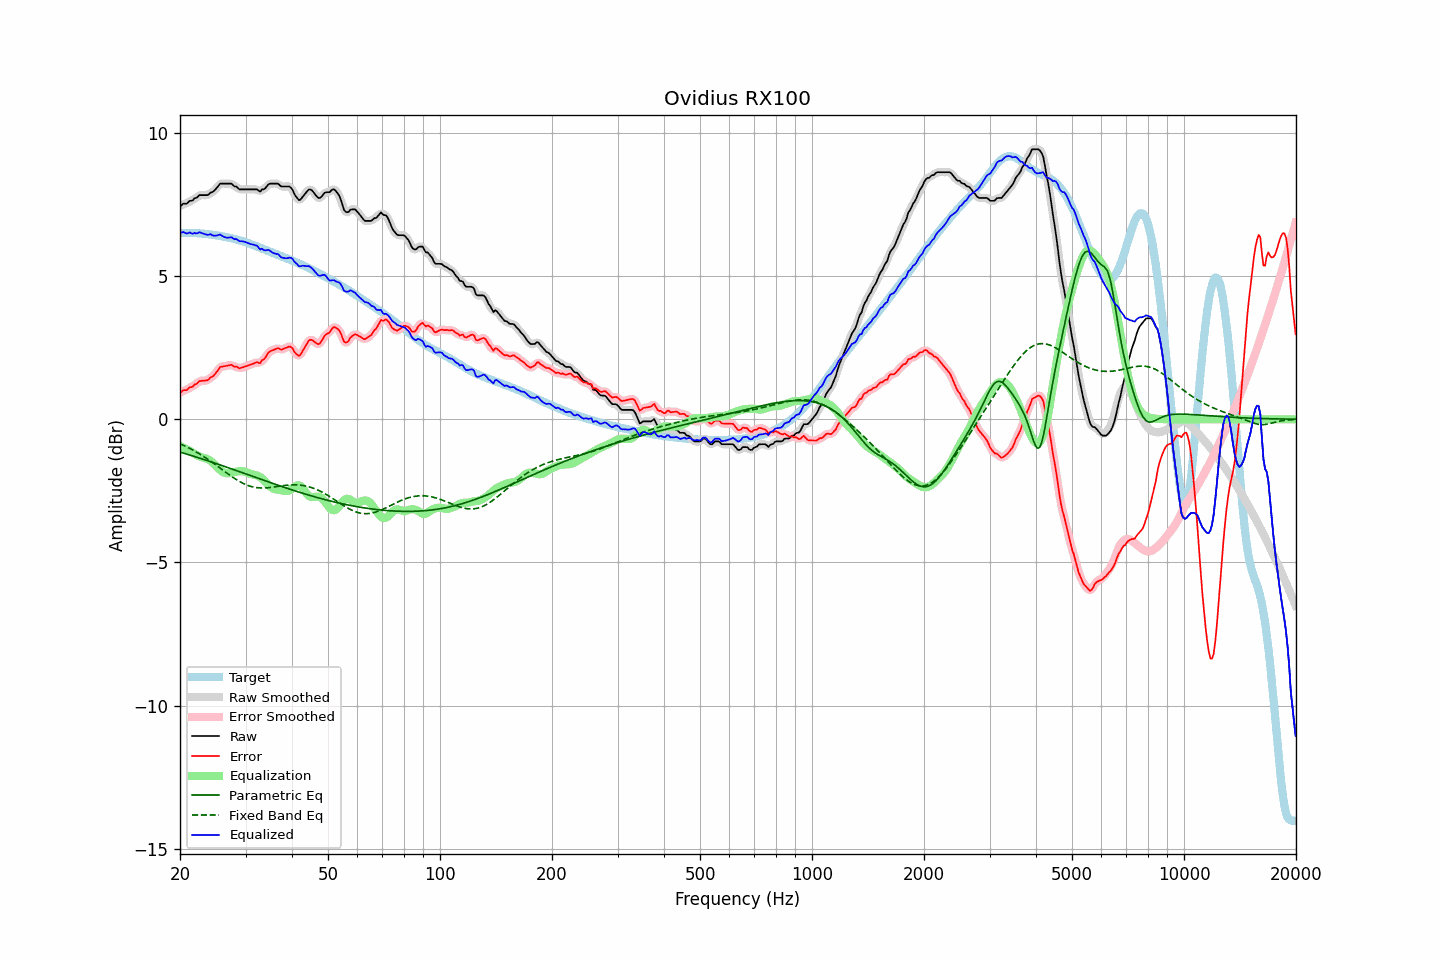 Ovidius RX100
Amplitude (dBr)
10
5
0
−5
−10
−15
Target
Raw Smoothed
Error Smoothed
Raw
Error
Equalization
Parametric Eq
Fixed Band Eq
Equalized
20 50 100 200 500 1000 2000 5000 10000 20000
Frequency (Hz)